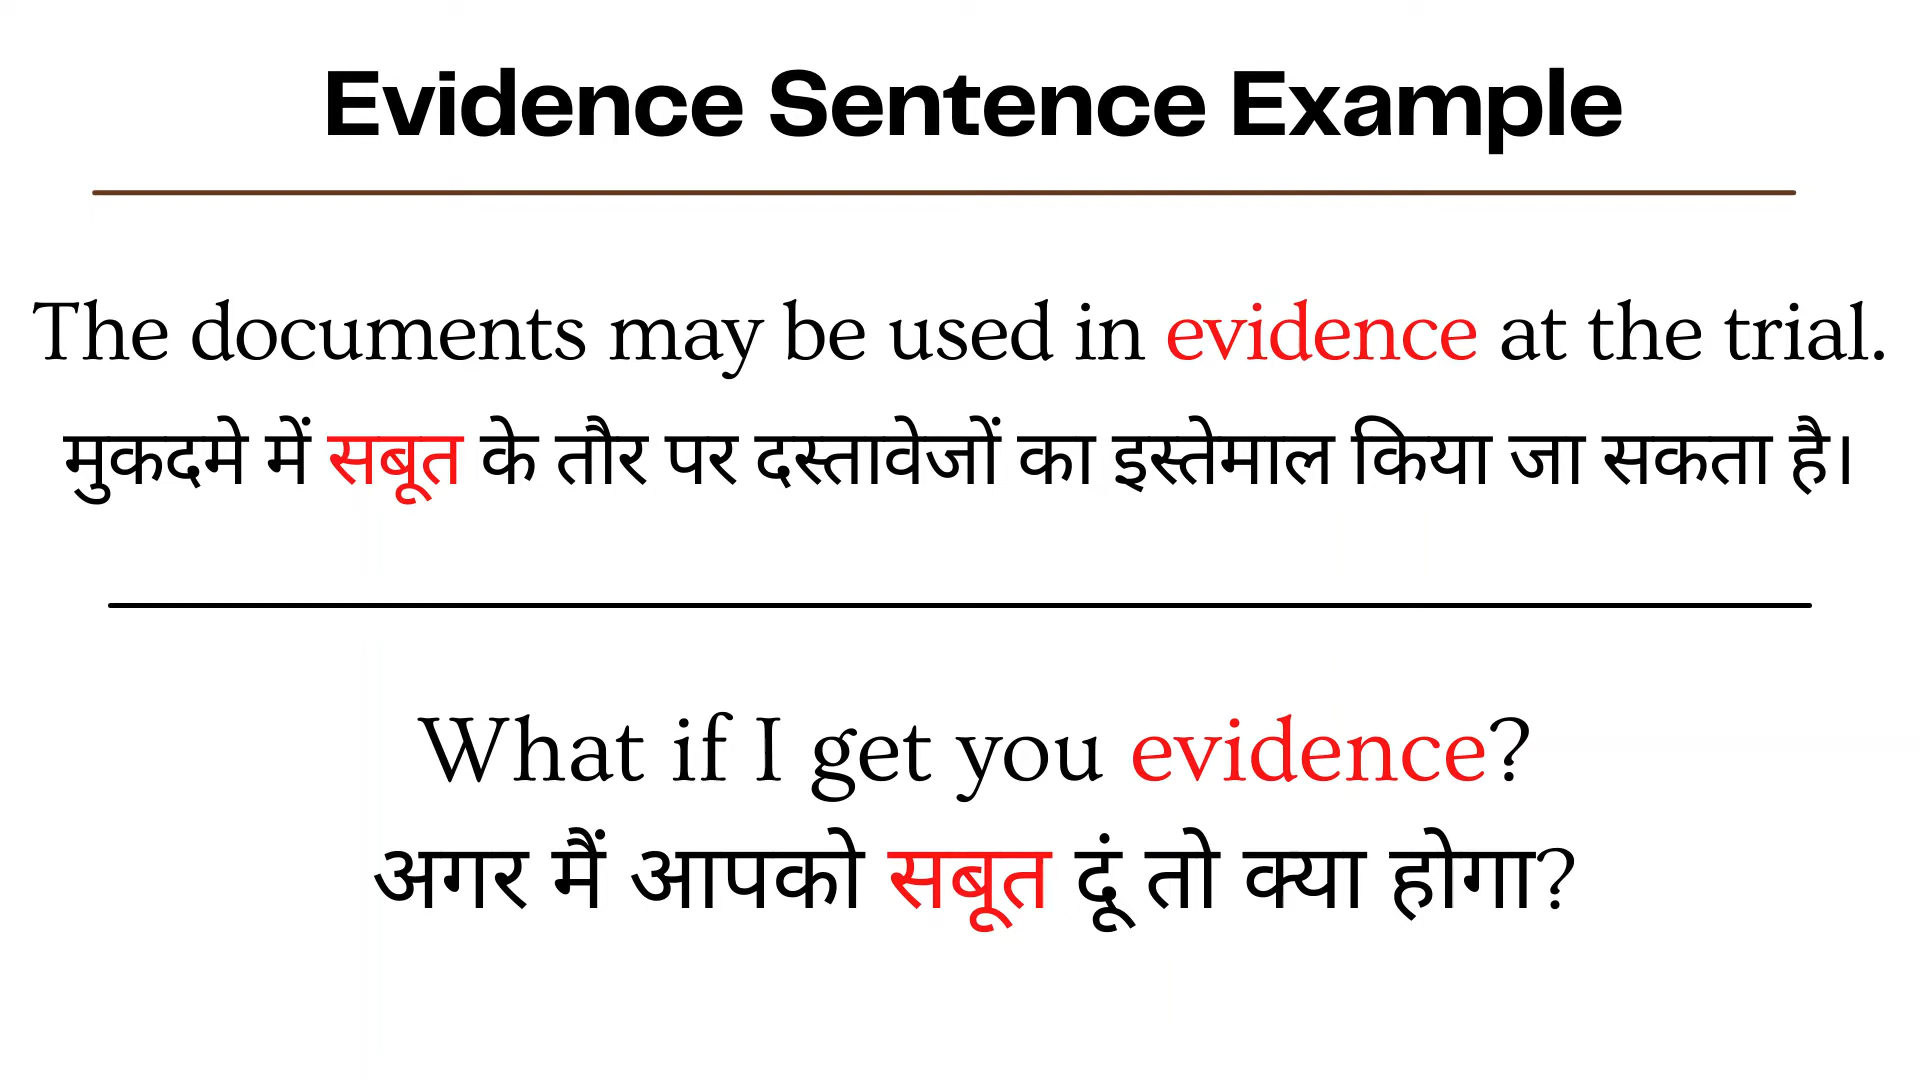 Evidence Sentence Example
The documents may be used in evidence at the trial.
मुकदमे में सबूत के तौर पर दस्तावेजों का इस्तेमाल किया जा सकता है।
What if I get you evidence?
अगर मैं आपको सबूत दूं तो क्या होगा?